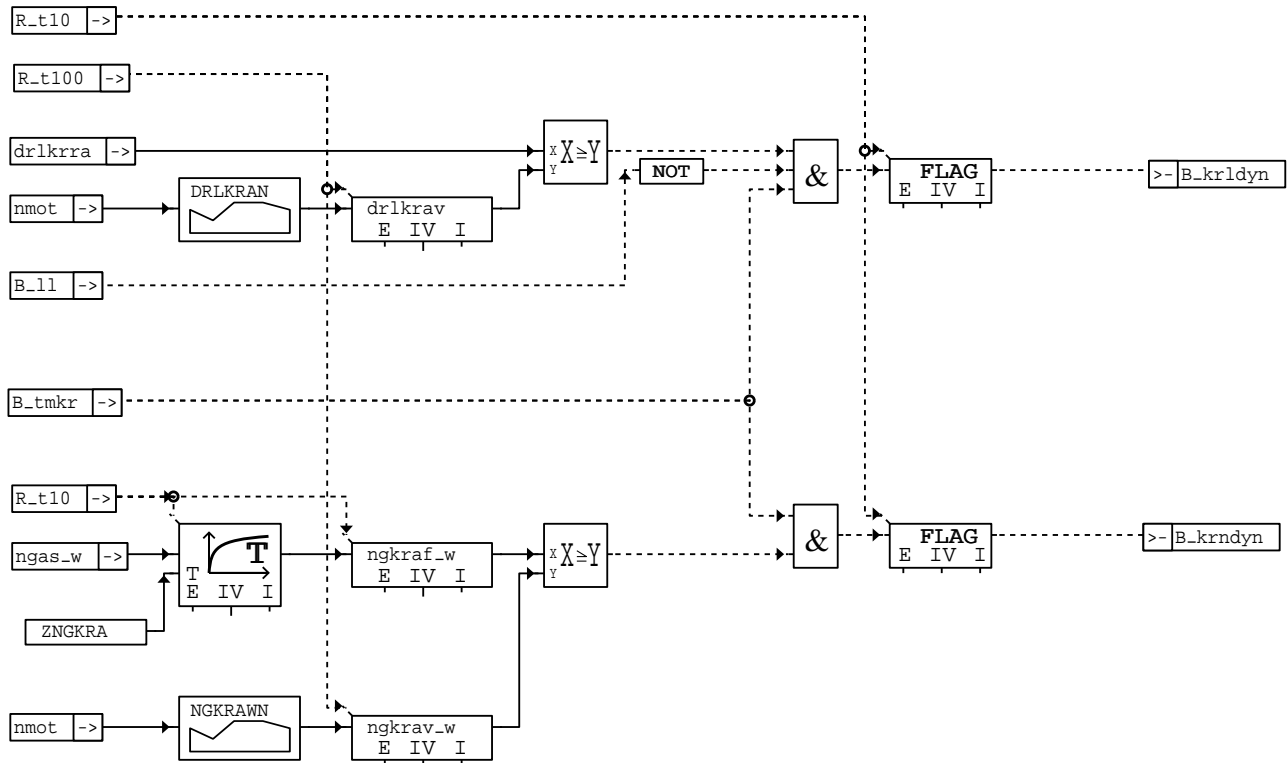 R_t10 ->
R_t100 ->
drlkrra ->
X X≥Y
Y
NOT
&
FLAG
E IV I
>- B_krldyn
nmot ->
DRLKRAN
drlkrav
E IV I
B_ll ->
B_tmkr ->
R_t10 ->
ngas_w ->
T
T
E IV I
ngkraf_w
E IV I
X X≥Y
Y
&
FLAG
E IV I
>- B_krndyn
ZNGKRA
nmot ->
NGKRAWN
ngkrav_w
E IV I